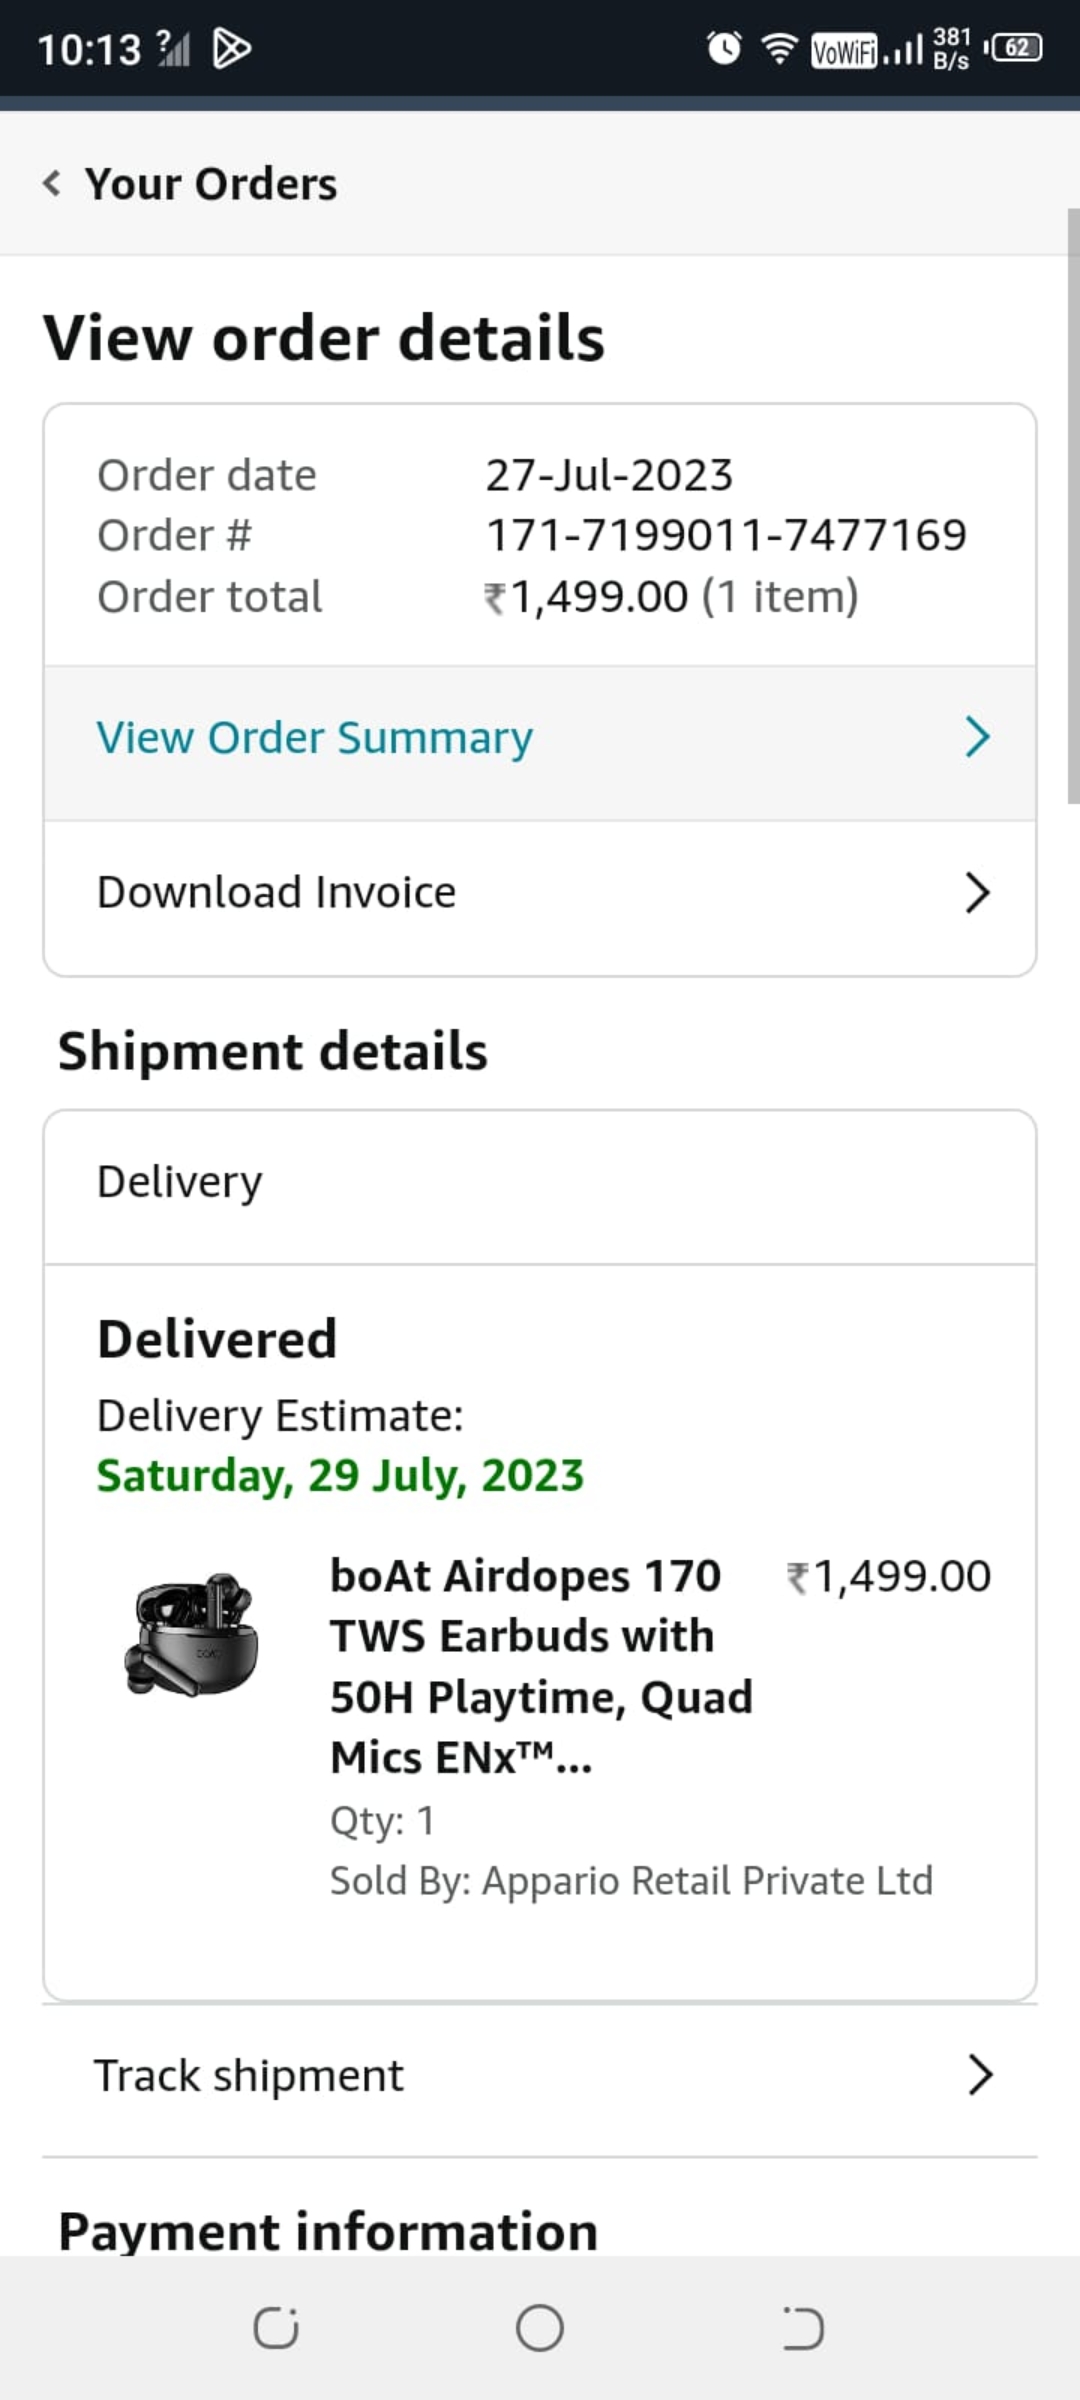 10:13
VoWiFi
381
B/s
62
Your Orders
View order details
Order date 27-Jul-2023
Order # 171-7199011-7477169
Order total ₹1,499.00 (1 item)
View Order Summary
Download Invoice
Shipment details
Delivery
Delivered
Delivery Estimate:
Saturday, 29 July, 2023
boAt Airdopes 170 ₹1,499.00
TWS Earbuds with
50H Playtime, Quad
Mics ENx™...
Qty: 1
Sold By: Appario Retail Private Ltd
Track shipment
Payment information